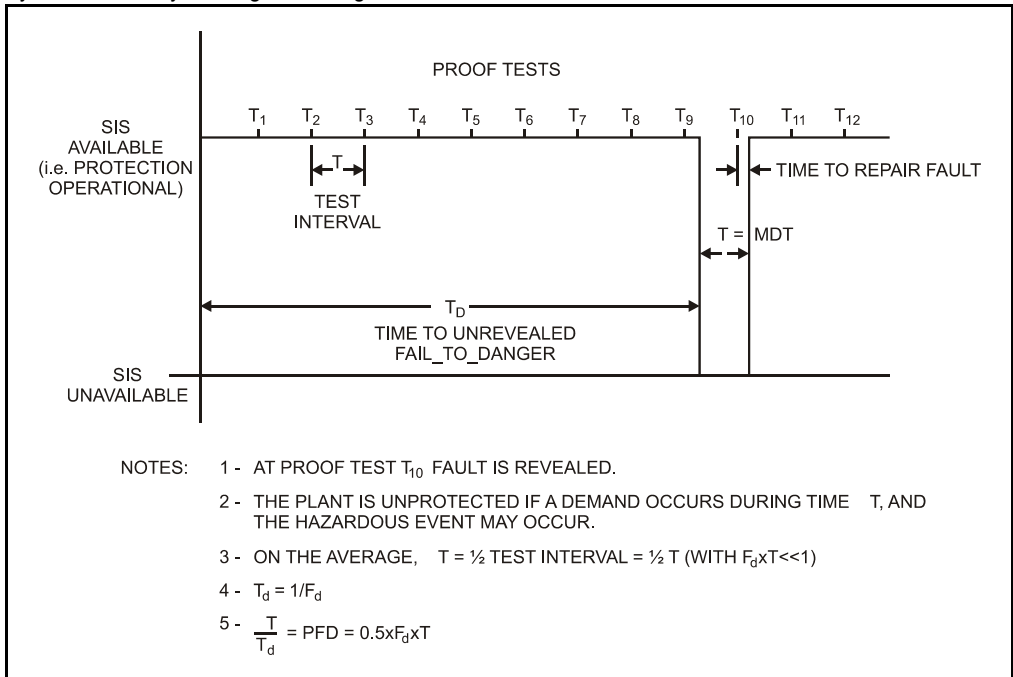 PROOF TESTS
T1 T2 T3 T4 T5 T6 T7 T8 T9 T10 T11 T12
SIS
AVAILABLE
(i.e. PROTECTION
OPERATIONAL)
T
TEST
INTERVAL
TIME TO REPAIR FAULT
T = MDT
TD
TIME TO UNREVEALED
FAIL_TO_DANGER
SIS
UNAVAILABLE
NOTES: 1 - AT PROOF TEST T10 FAULT IS REVEALED.
2 - THE PLANT IS UNPROTECTED IF A DEMAND OCCURS DURING TIME T, AND
THE HAZARDOUS EVENT MAY OCCUR.
3 - ON THE AVERAGE, T = ½ TEST INTERVAL = ½ T (WITH FdxT<<1)
4 - Td = 1/Fd
5 - T/Td = PFD = 0.5xFdxT